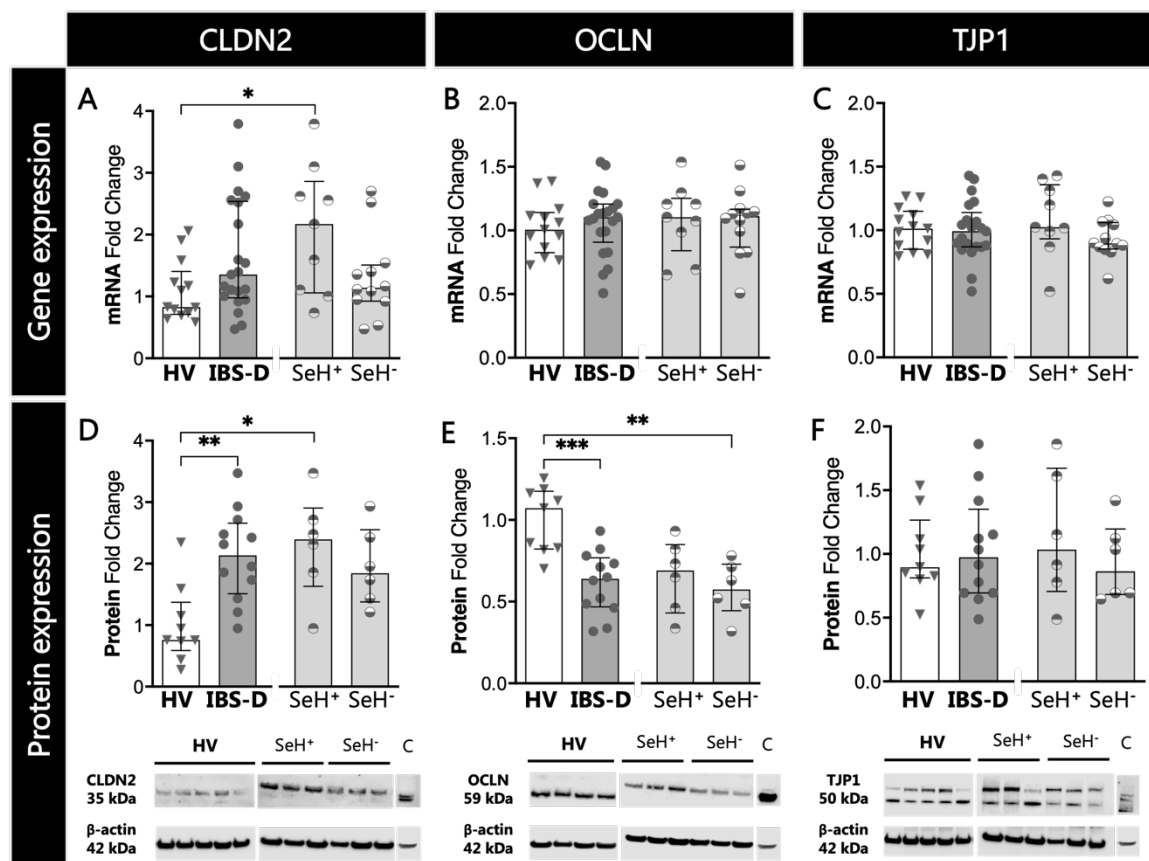 CLDN2
OCLN
TJP1
Gene expression
A
mRNA Fold Change
4
3
2
1
0
*
HV IBS-D SeH⁺ SeH⁻
B
mRNA Fold Change
2.0
1.5
1.0
0.5
0.0
HV IBS-D SeH⁺ SeH⁻
C
mRNA Fold Change
2.0
1.5
1.0
0.5
0.0
HV IBS-D SeH⁺ SeH⁻
Protein expression
D
Protein Fold Change
4
3
2
1
0
*
**
HV IBS-D SeH⁺ SeH⁻
E
Protein Fold Change
1.5
1.0
0.5
0.0
**
***
HV IBS-D SeH⁺ SeH⁻
F
Protein Fold Change
2.0
1.5
1.0
0.5
0.0
HV IBS-D SeH⁺ SeH⁻
HV SeH⁺ SeH⁻ C
CLDN2
35 kDa
β-actin
42 kDa
HV SeH⁺ SeH⁻ C
OCLN
59 kDa
β-actin
42 kDa
HV SeH⁺ SeH⁻ C
TJP1
50 kDa
β-actin
42 kDa